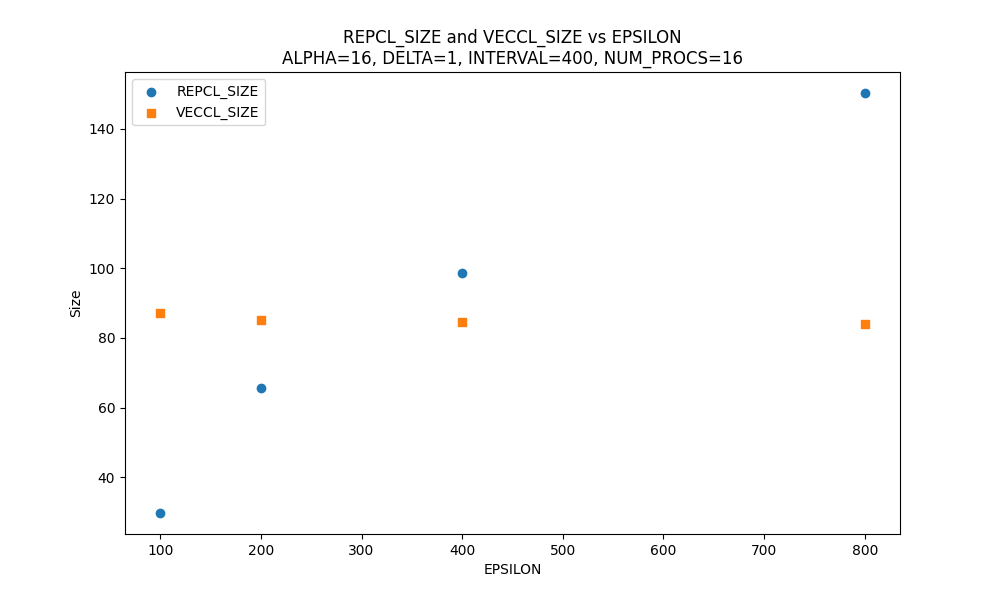 REPCL_SIZE and VECCL_SIZE vs EPSILON
ALPHA=16, DELTA=1, INTERVAL=400, NUM_PROCS=16
REPCL_SIZE
VECCL_SIZE
Size
140
120
100
80
60
40
100 200 300 400 500 600 700 800
EPSILON